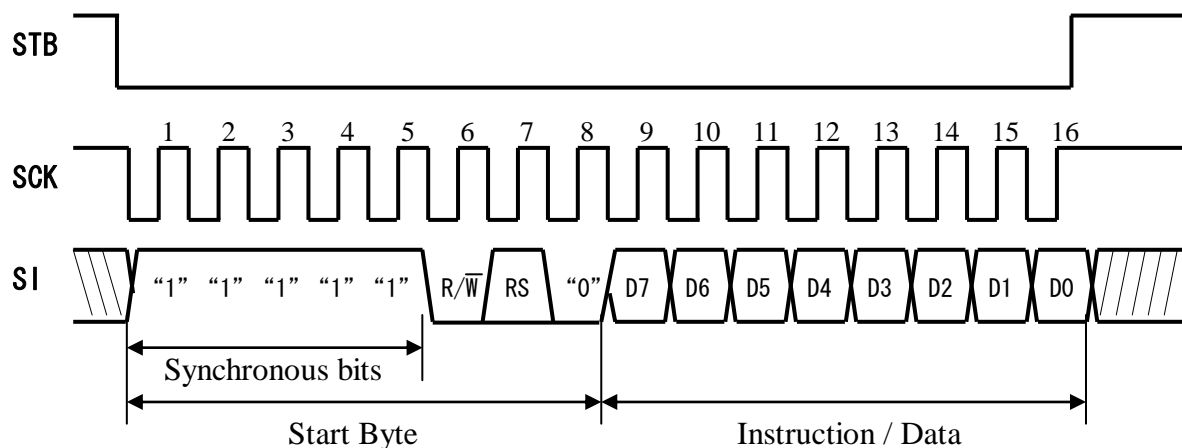 STB
1 2 3 4 5 6 7 8 9 10 11 12 13 14 15 16
SCK
SI “1” “1” “1” “1” “1” R/W̅ RS “0” D7 D6 D5 D4 D3 D2 D1 D0
Synchronous bits
Start Byte Instruction / Data